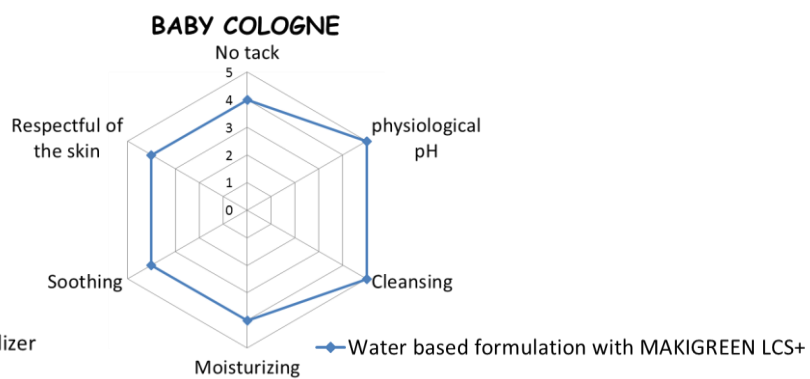 BABY COLOGNE
No tack
5
4
3
2
1
0
Respectful of
the skin
physiological
pH
Soothing
Cleansing
lizer
Moisturizing
Water based formulation with MAKIGREEN LCS+